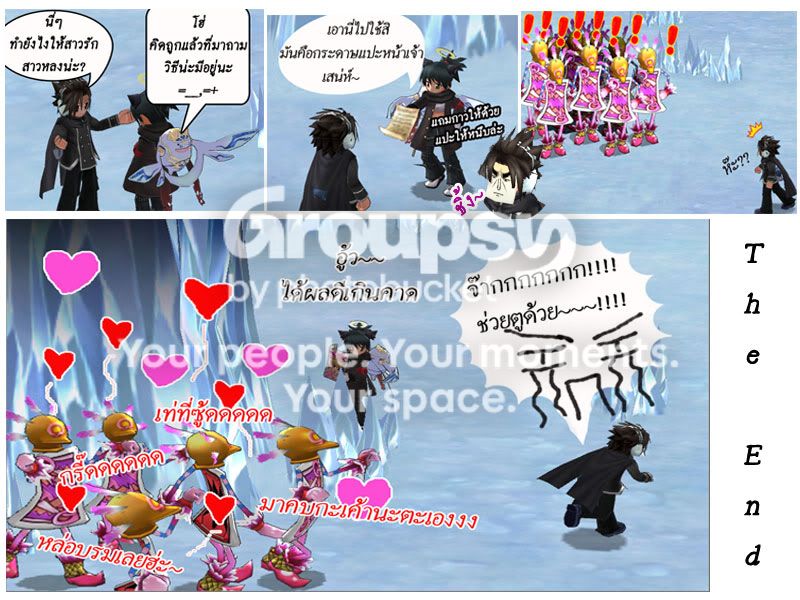 นี่ๆ
ทำยังไงให้สาวรัก
สาวหลงน่ะ?
โฮ่
คิดถูกแล้วที่มาถาม
วิธีน่ะมีอยู่นะ
=__,=+
เอานี่ไปใช้สิ
มันคือกระดาษแปะหน้าเจ้า
เสน่ห์~
แถมกาวให้ด้วย
แปะให้หนึบล่ะ
ซิ้ง~
! ! ! ! ! ! !
ห๊ะ??
อู้ว~~
ได้ผลดีเกินคาด
อ๊ากกกกกกก!!!!
ช่วยตูด้วย~~~!!!!
เท่ที่ซู้ดดดดดด
กรี๊ดดดดดดด
มาคบกะเค้านะตะเองงง
หล่อบรมเลยฮ่ะ~
The End
Groupsy
by photobucket
Your people. Your moments.
Your space.